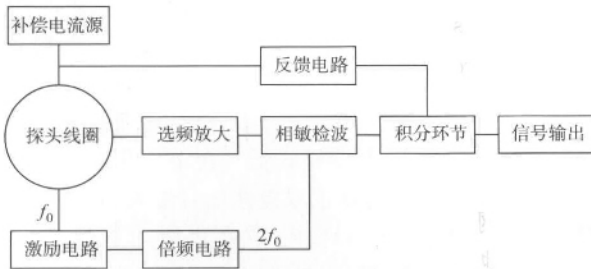 补偿电流源
反馈电路
探头线圈
选频放大
相敏检波
积分环节
信号输出
f₀
激励电路
倍频电路
2f₀